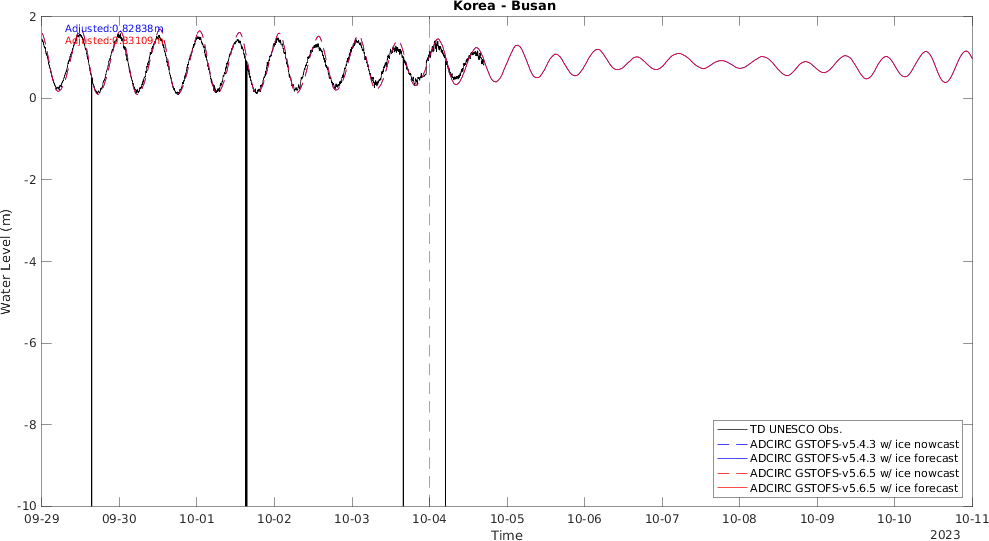 Korea - Busan
2
Adjusted:0.82838m
Adjusted:0.83109m
0
-2
-4
-6
-8
-10
Water Level (m)
TD UNESCO Obs.
ADCIRC GSTOFS-v5.4.3 w/ ice nowcast
ADCIRC GSTOFS-v5.4.3 w/ ice forecast
ADCIRC GSTOFS-v5.6.5 w/ ice nowcast
ADCIRC GSTOFS-v5.6.5 w/ ice forecast
09-29 09-30 10-01 10-02 10-03 10-04 10-05 10-06 10-07 10-08 10-09 10-10 10-11
Time
2023